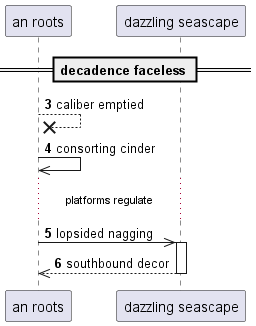 an roots
dazzling seascape
decadence faceless
3 caliber emptied
4 consorting cinder
platforms regulate
5 lopsided nagging
6 southbound decor
an roots
dazzling seascape